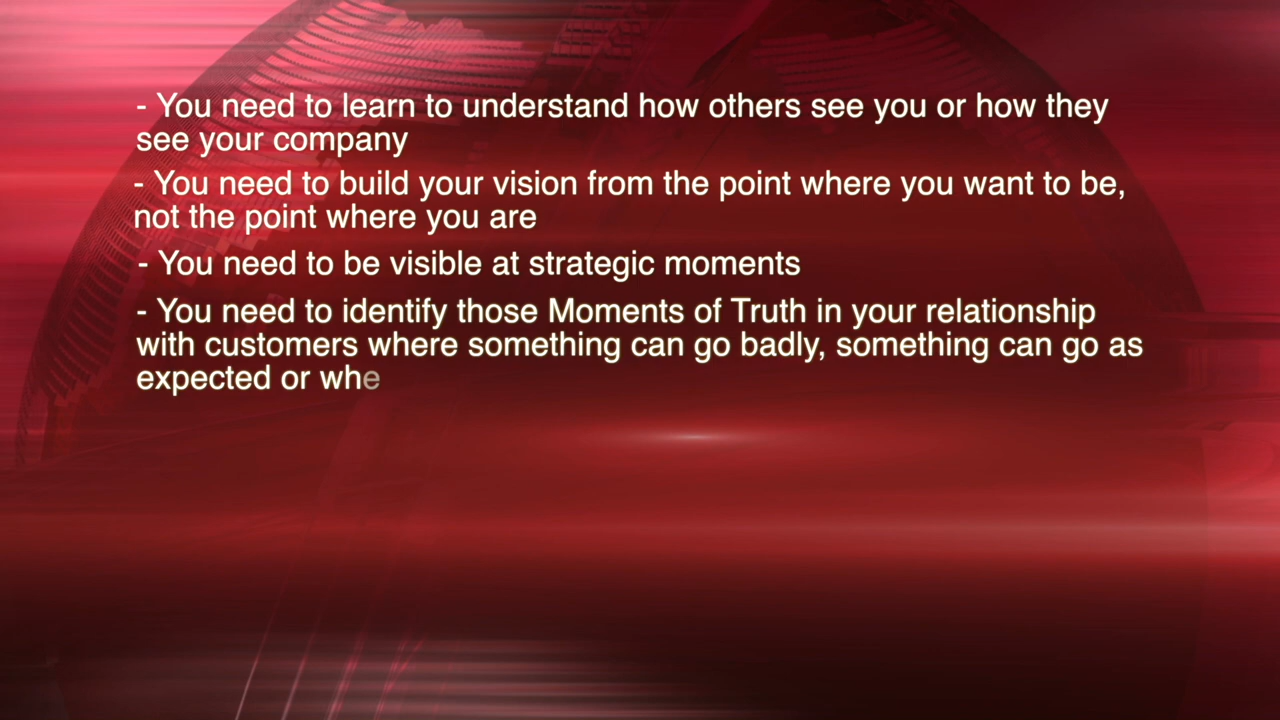 - You need to learn to understand how others see you or how they
see your company
- You need to build your vision from the point where you want to be,
not the point where you are
- You need to be visible at strategic moments
- You need to identify those Moments of Truth in your relationship
with customers where something can go badly, something can go as
expected or whe